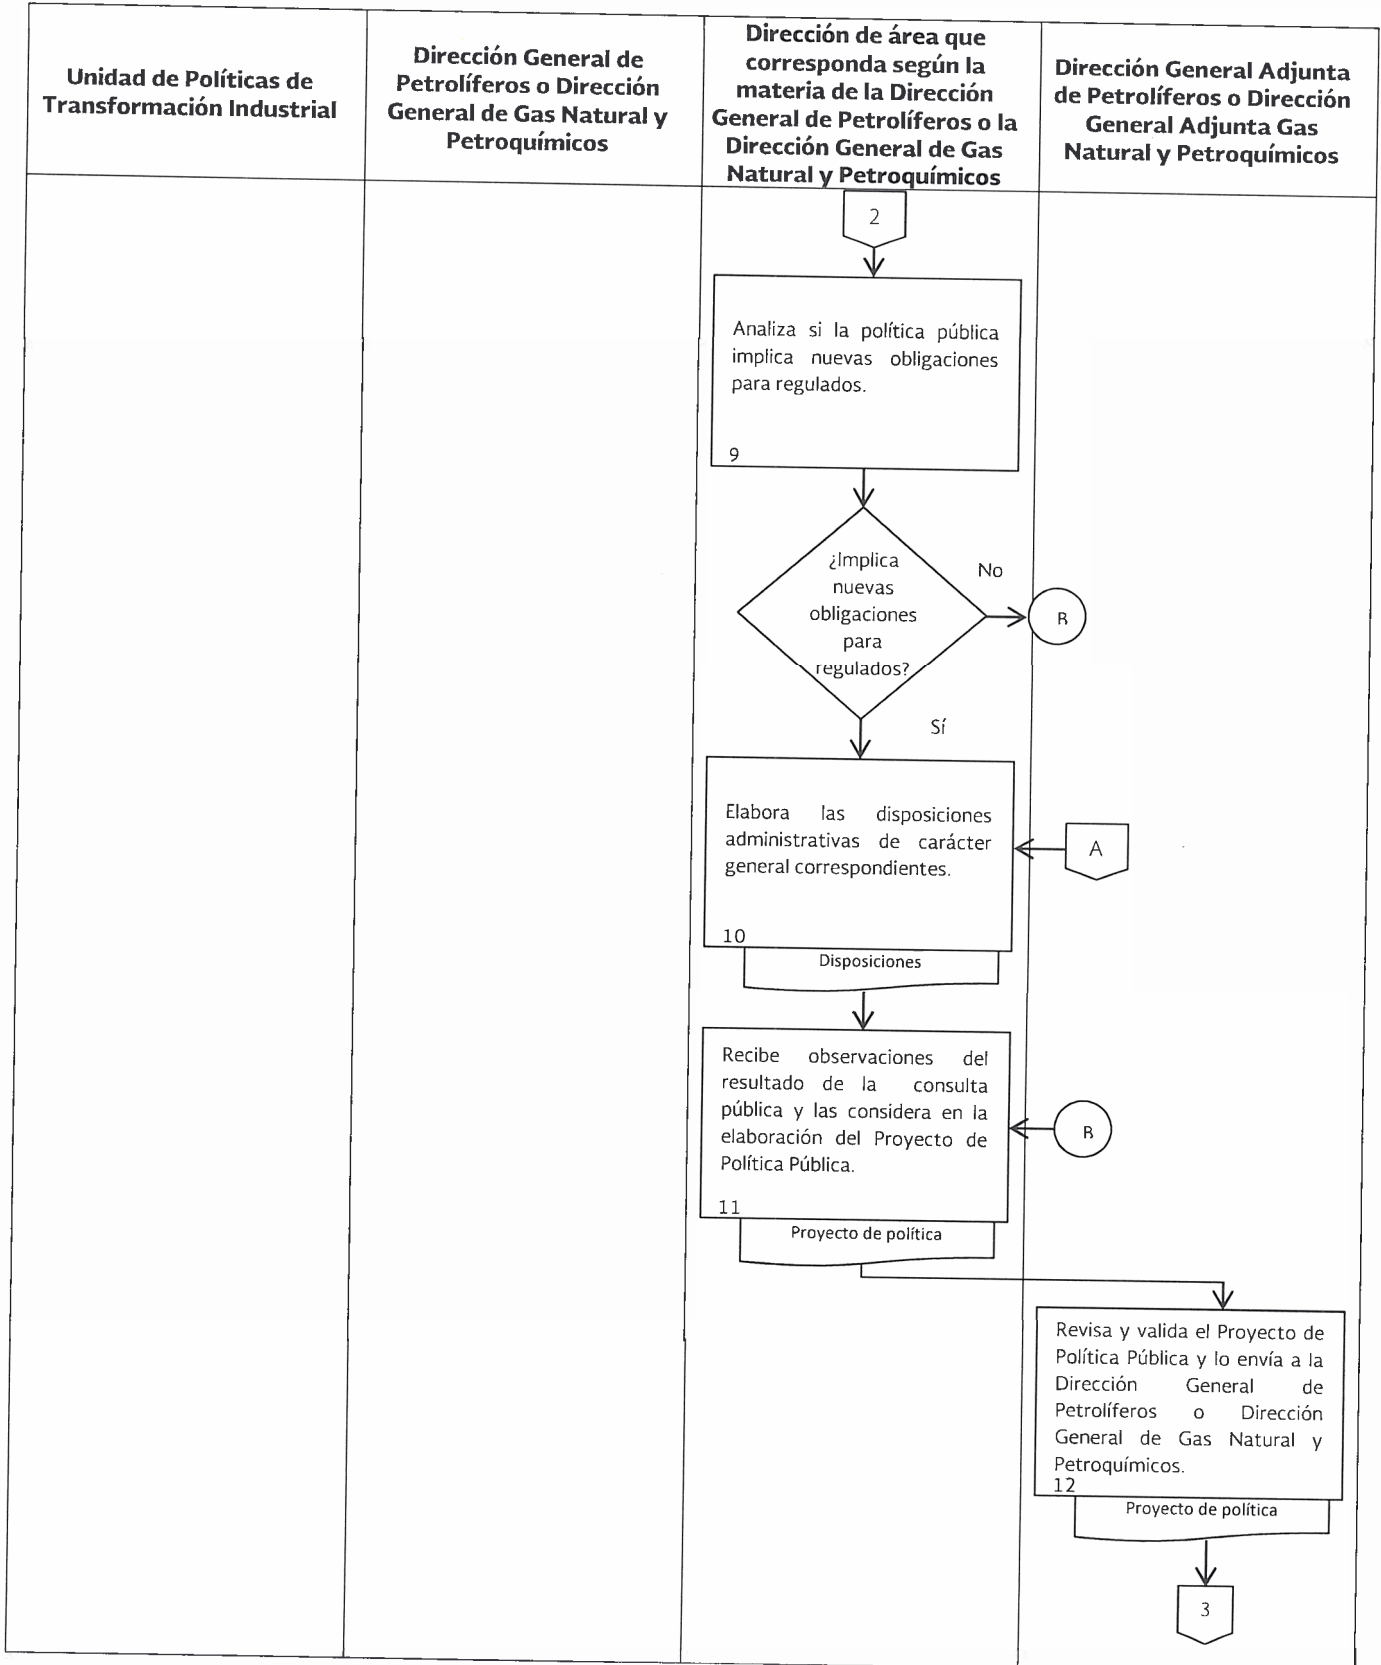 Unidad de Políticas de
Transformación Industrial
Dirección General de
Petrolíferos o Dirección
General de Gas Natural y
Petroquímicos
Dirección de área que
corresponda según la
materia de la Dirección
General de Petrolíferos o la
Dirección General de Gas
Natural y Petroquímicos
Dirección General Adjunta
de Petrolíferos o Dirección
General Adjunta Gas
Natural y Petroquímicos
2
Analiza si la política pública
implica nuevas obligaciones
para regulados.
9
¿Implica
nuevas
obligaciones
para
regulados?
No
B
Sí
Elabora las disposiciones
administrativas de carácter
general correspondientes.
10
A
Disposiciones
Recibe observaciones del
resultado de la consulta
pública y las considera en la
elaboración del Proyecto de
Política Pública.
11
B
Proyecto de política
Revisa y valida el Proyecto de
Política Pública y lo envía a la
Dirección General de
Petrolíferos o Dirección
General de Gas Natural y
Petroquímicos.
12
Proyecto de política
3